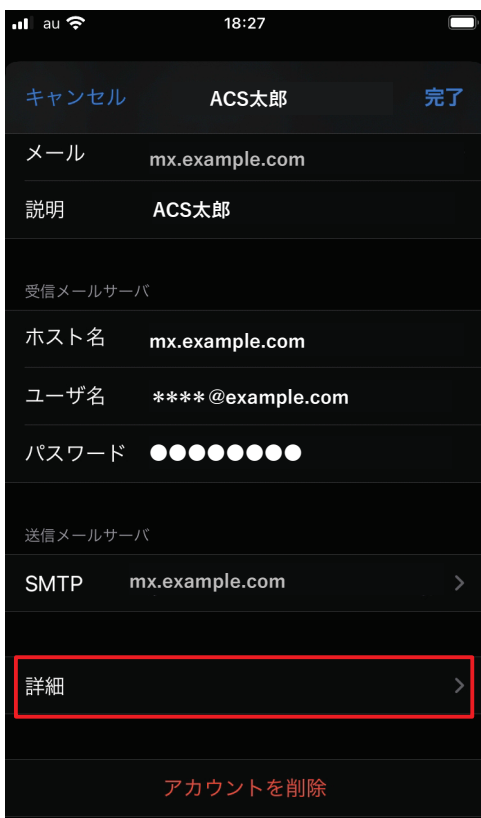 au 18:27
キャンセル ACS太郎 完了
メール mx.example.com
説明 ACS太郎
受信メールサーバ
ホスト名 mx.example.com
ユーザ名 ****@example.com
パスワード ●●●●●●●●
送信メールサーバ
SMTP mx.example.com
詳細
アカウントを削除